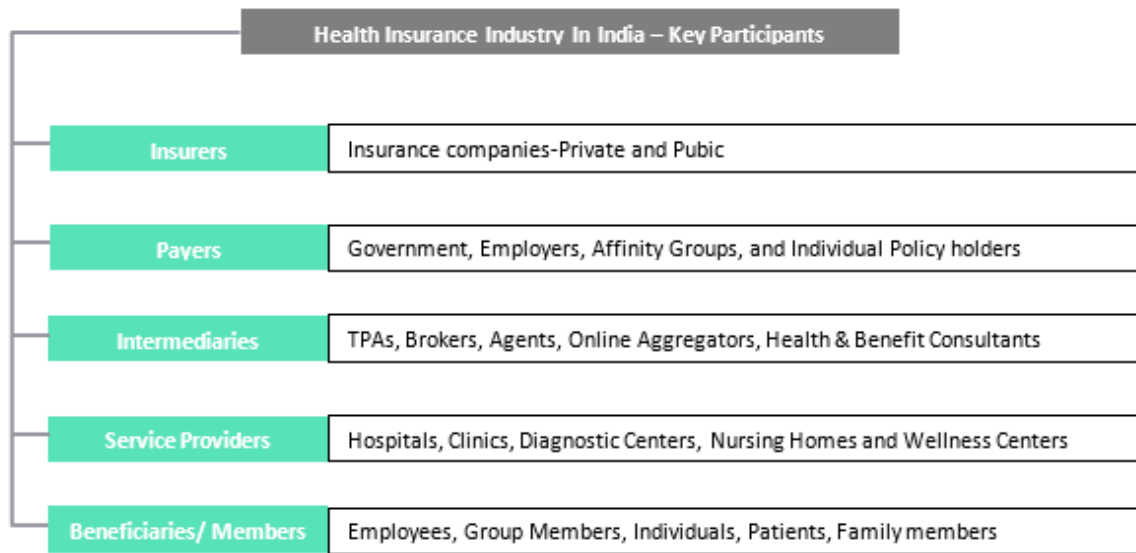 Health Insurance Industry In India – Key Participants
Insurers
Insurance companies-Private and Pubic
Payers
Government, Employers, Affinity Groups, and Individual Policy holders
Intermediaries
TPAs, Brokers, Agents, Online Aggregators, Health & Benefit Consultants
Service Providers
Hospitals, Clinics, Diagnostic Centers, Nursing Homes and Wellness Centers
Beneficiaries/ Members
Employees, Group Members, Individuals, Patients, Family members